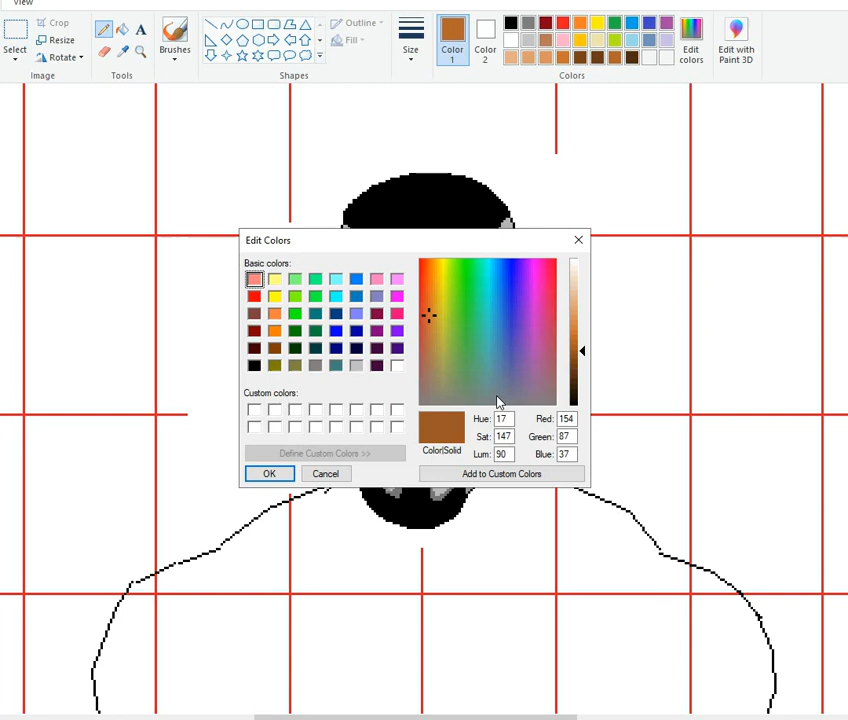 View
Crop
Resize
Rotate
Select
Image
A
Tools
Brushes
Outline
Fill
Shapes
Size
Color
1
Color
2
Edit
colors
Colors
Edit with
Paint 3D
Edit Colors
Basic colors:
Custom colors:
Define Custom Colors >>
OK
Cancel
Color|Solid
Hue: 17
Sat: 147
Lum: 90
Red: 154
Green: 87
Blue: 37
Add to Custom Colors